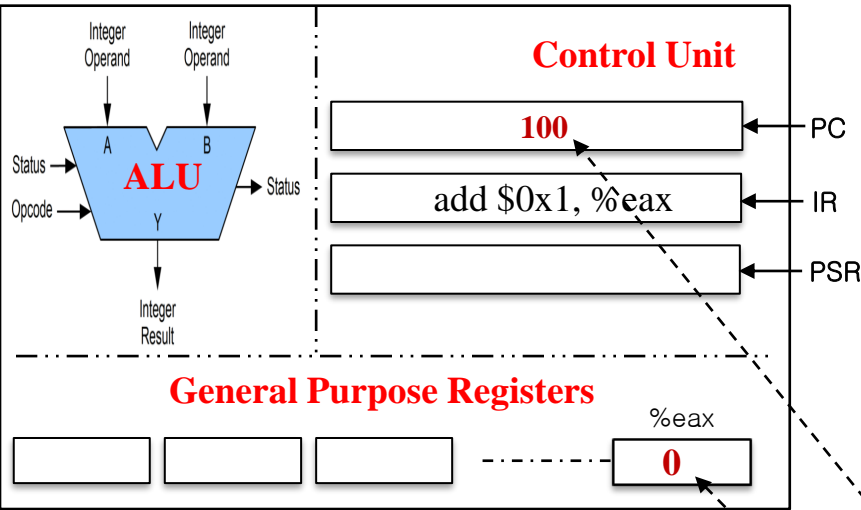 Integer
Operand
Integer
Operand
A
B
ALU
Y
Status
Opcode
Status
Integer
Result
Control Unit
100
PC
add $0x1, %eax
IR
PSR
General Purpose Registers
%eax
0